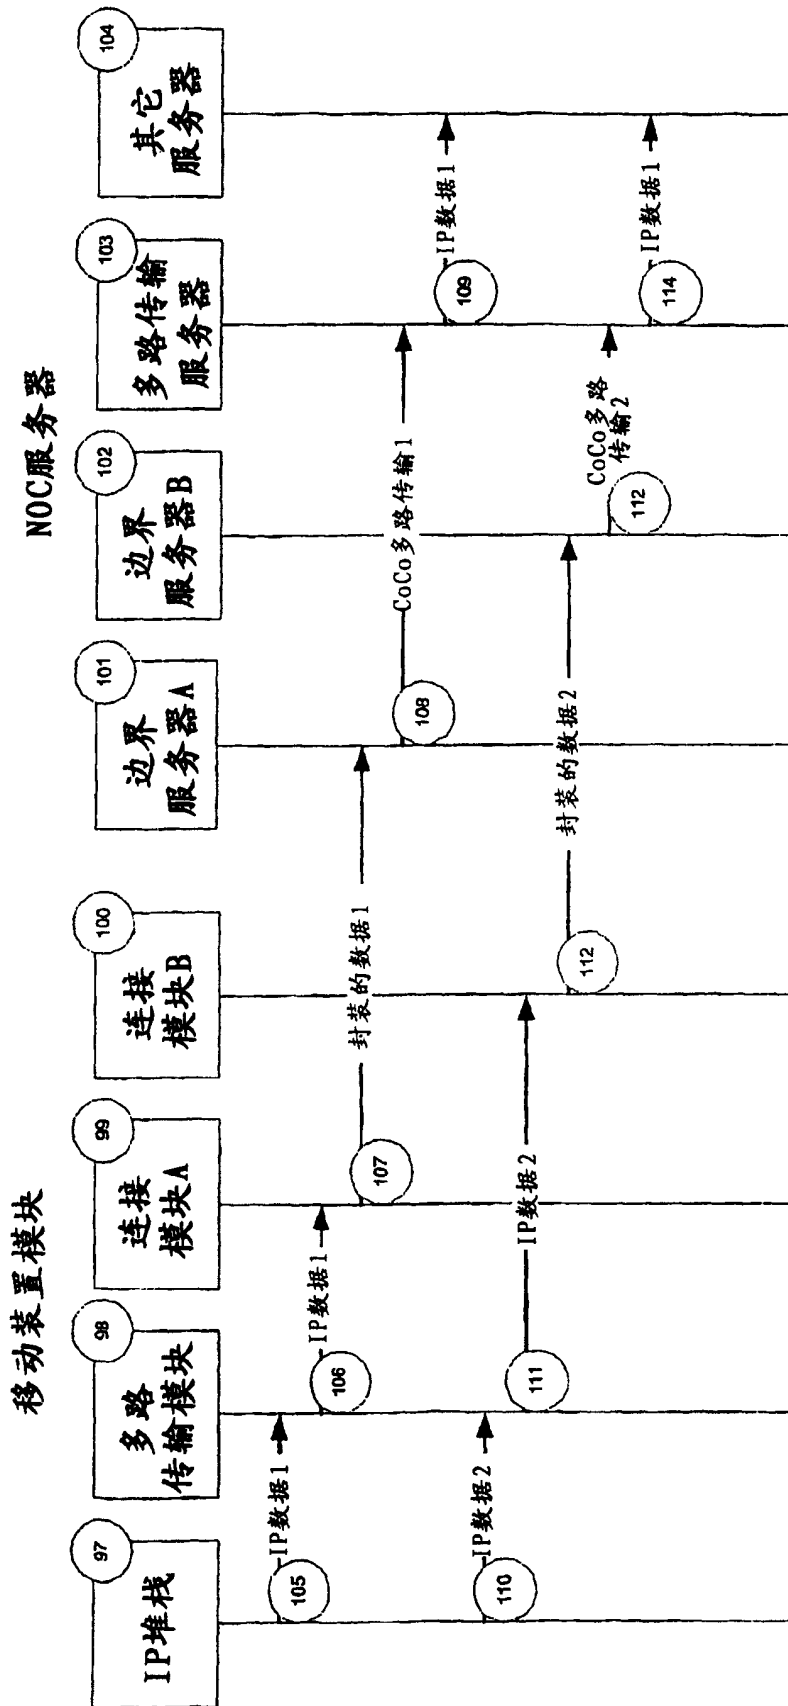 移动装置模块
NOC服务器
97
IP堆栈
98
多路
传输模块
99
连接
模块A
100
连接
模块B
101
边界
服务器A
102
边界
服务器B
103
多路传输
服务器
104
其它
服务器
105
IP数据1
106
IP数据1
107
封装的数据1
108
CoCo多路传输1
109
IP数据1
110
IP数据2
111
IP数据2
112
封装的数据2
112
CoCo多路
传输2
114
IP数据1